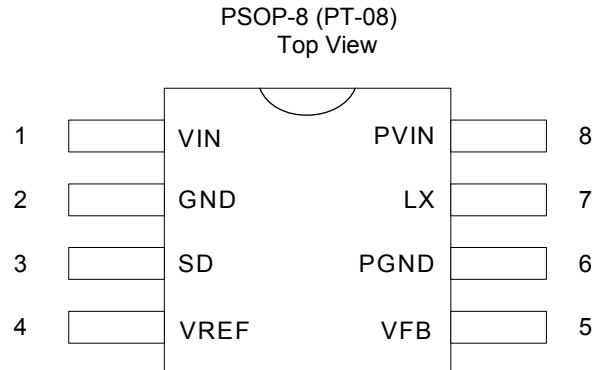 PSOP-8 (PT-08)
Top View
1 VIN PVIN 8
2 GND LX 7
3 SD PGND 6
4 VREF VFB 5